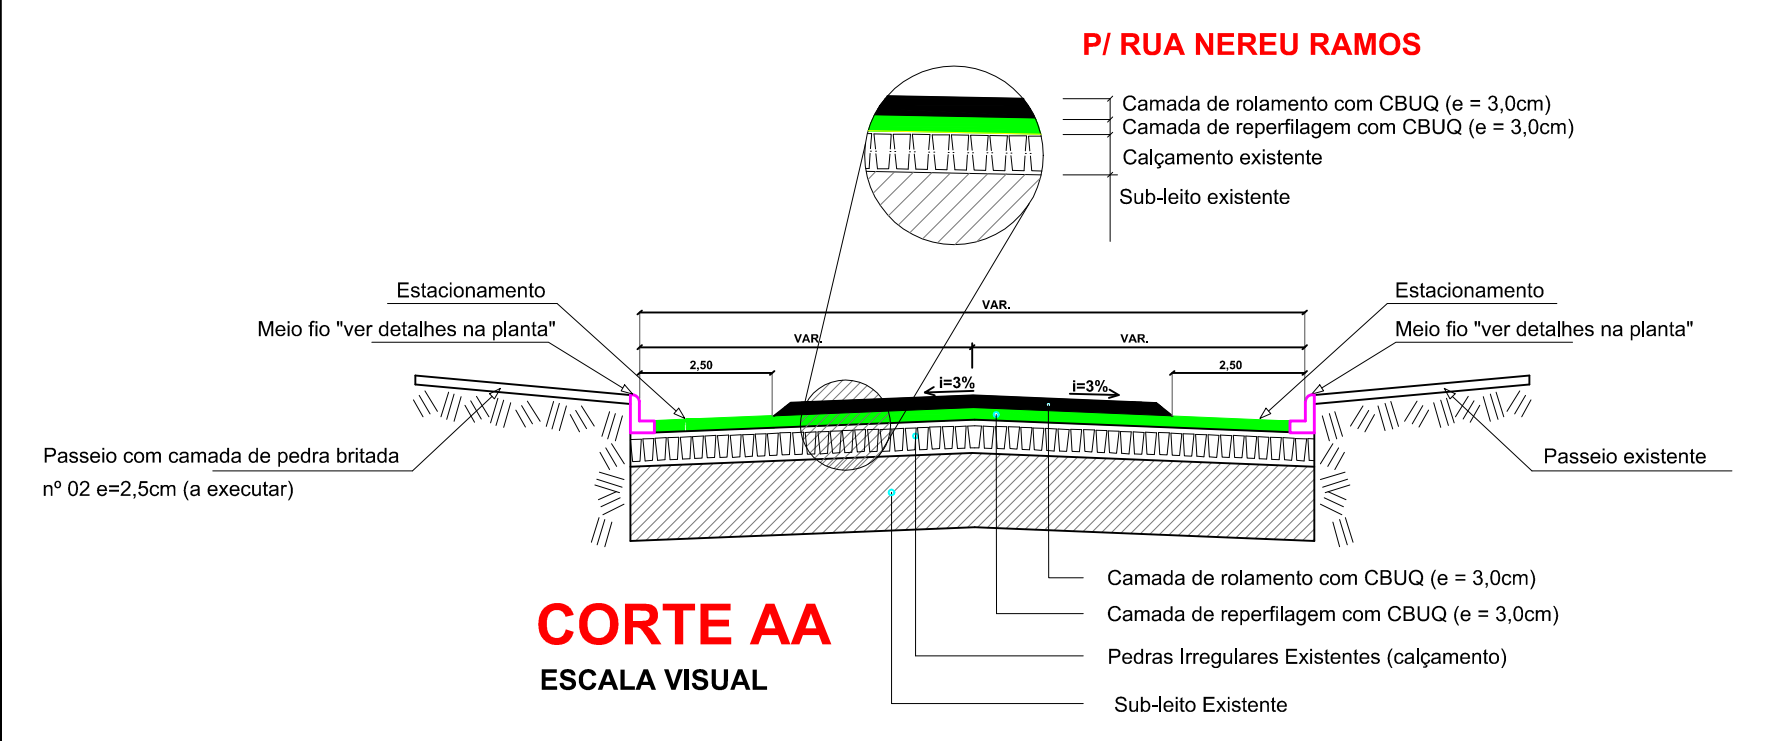 P/ RUA NEREU RAMOS
Camada de rolamento com CBUQ (e = 3,0cm)
Camada de reperfilagem com CBUQ (e = 3,0cm)
Calçamento existente
Sub-leito existente
Estacionamento
Estacionamento
VAR.
Meio fio "ver detalhes na planta"
Meio fio "ver detalhes na planta"
VAR.
VAR.
2,50
2,50
i=3%
i=3%
Passeio com camada de pedra britada
nº 02 e=2,5cm (a executar)
Passeio existente
Camada de rolamento com CBUQ (e = 3,0cm)
Camada de reperfilagem com CBUQ (e = 3,0cm)
Pedras Irregulares Existentes (calçamento)
Sub-leito Existente
CORTE AA
ESCALA VISUAL